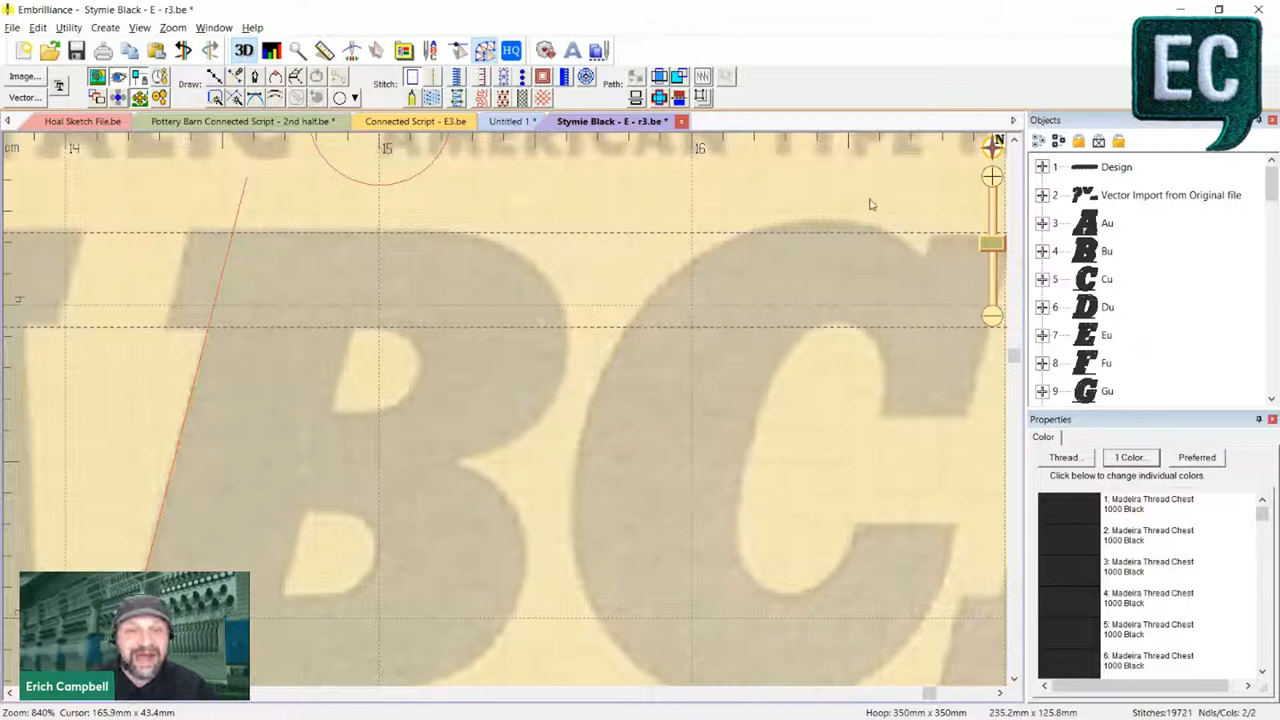 Embrilliance - Stymie Black - E - r3.be *
File Edit Utility Create View Window Zoom Help
3D HQ A
EC
Image... T Draw: Stitch: Path:
Vector...
Hoal Sketch File.be Pottery Barn Connected Script - 2nd half.be * Connected Script - E3.be Untitled 1 * Stymie Black - E - r3.be *
Objects
cm 14 15 16 N
1 Design
2 Vector Import from Original file
3 A Au
4 B Bu
5 C Cu
6 D Du
7 E Eu
8 F Fu
9 G Gu
B C
Properties
Color
Thread... 1 Color... Preferred
Click below to change individual colors.
1: Madeira Thread Chest
1000 Black
2: Madeira Thread Chest
1000 Black
3: Madeira Thread Chest
1000 Black
4: Madeira Thread Chest
1000 Black
5: Madeira Thread Chest
1000 Black
6: Madeira Thread Chest
1000 Black
Erich Campbell
Zoom: 840% Cursor: 165.9mm x 43.4mm Hoop: 350mm x 350mm 235.2mm x 125.8mm Stitches:19721 Ndls/Cols: 2/2